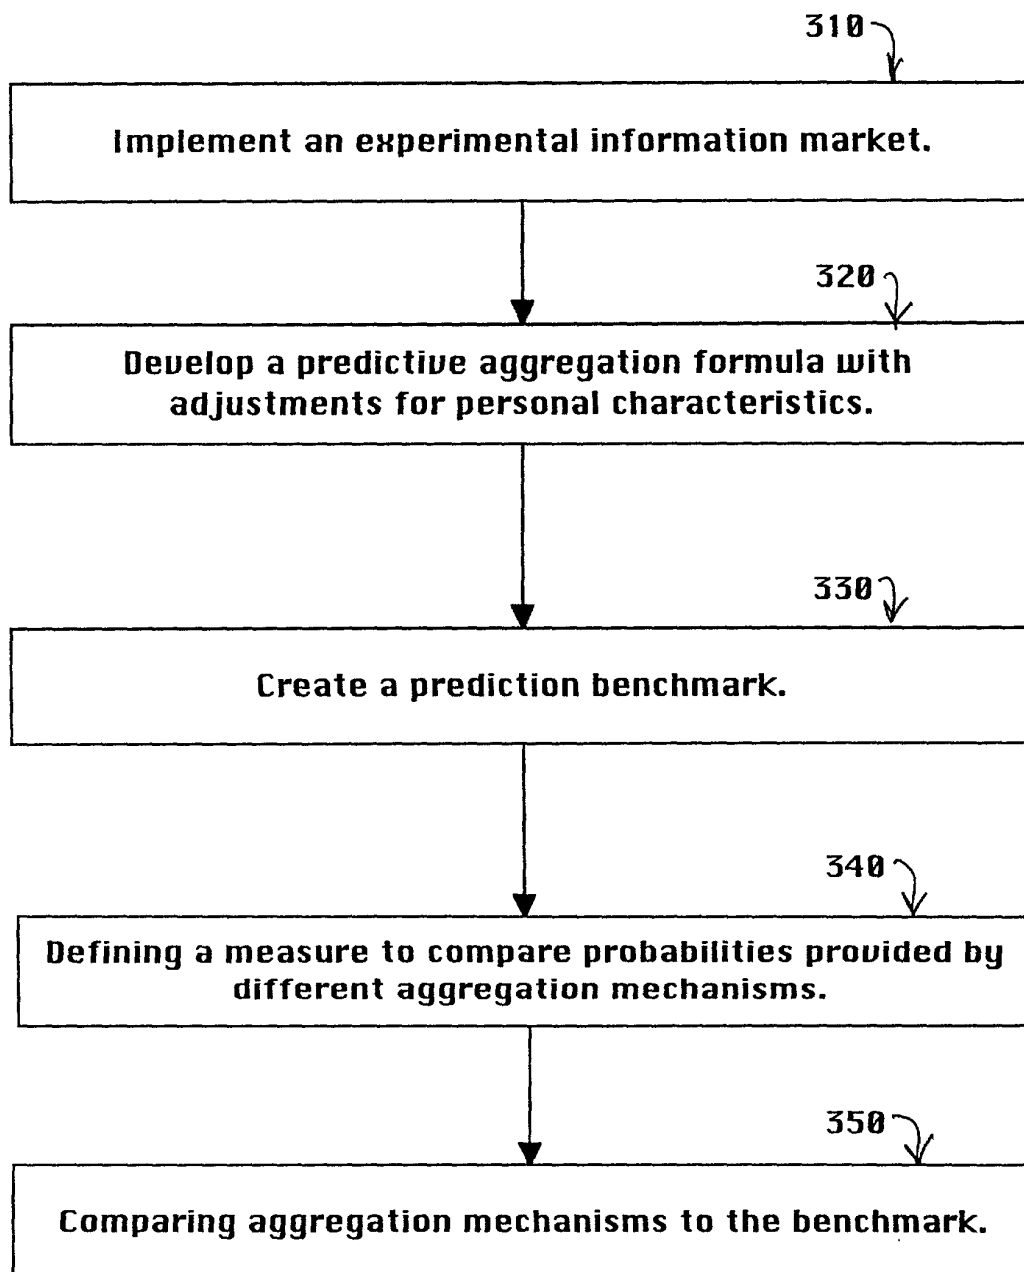 310
Implement an experimental information market.
320
Develop a predictive aggregation formula with
adjustments for personal characteristics.
330
Create a prediction benchmark.
340
Defining a measure to compare probabilities provided by
different aggregation mechanisms.
350
Comparing aggregation mechanisms to the benchmark.